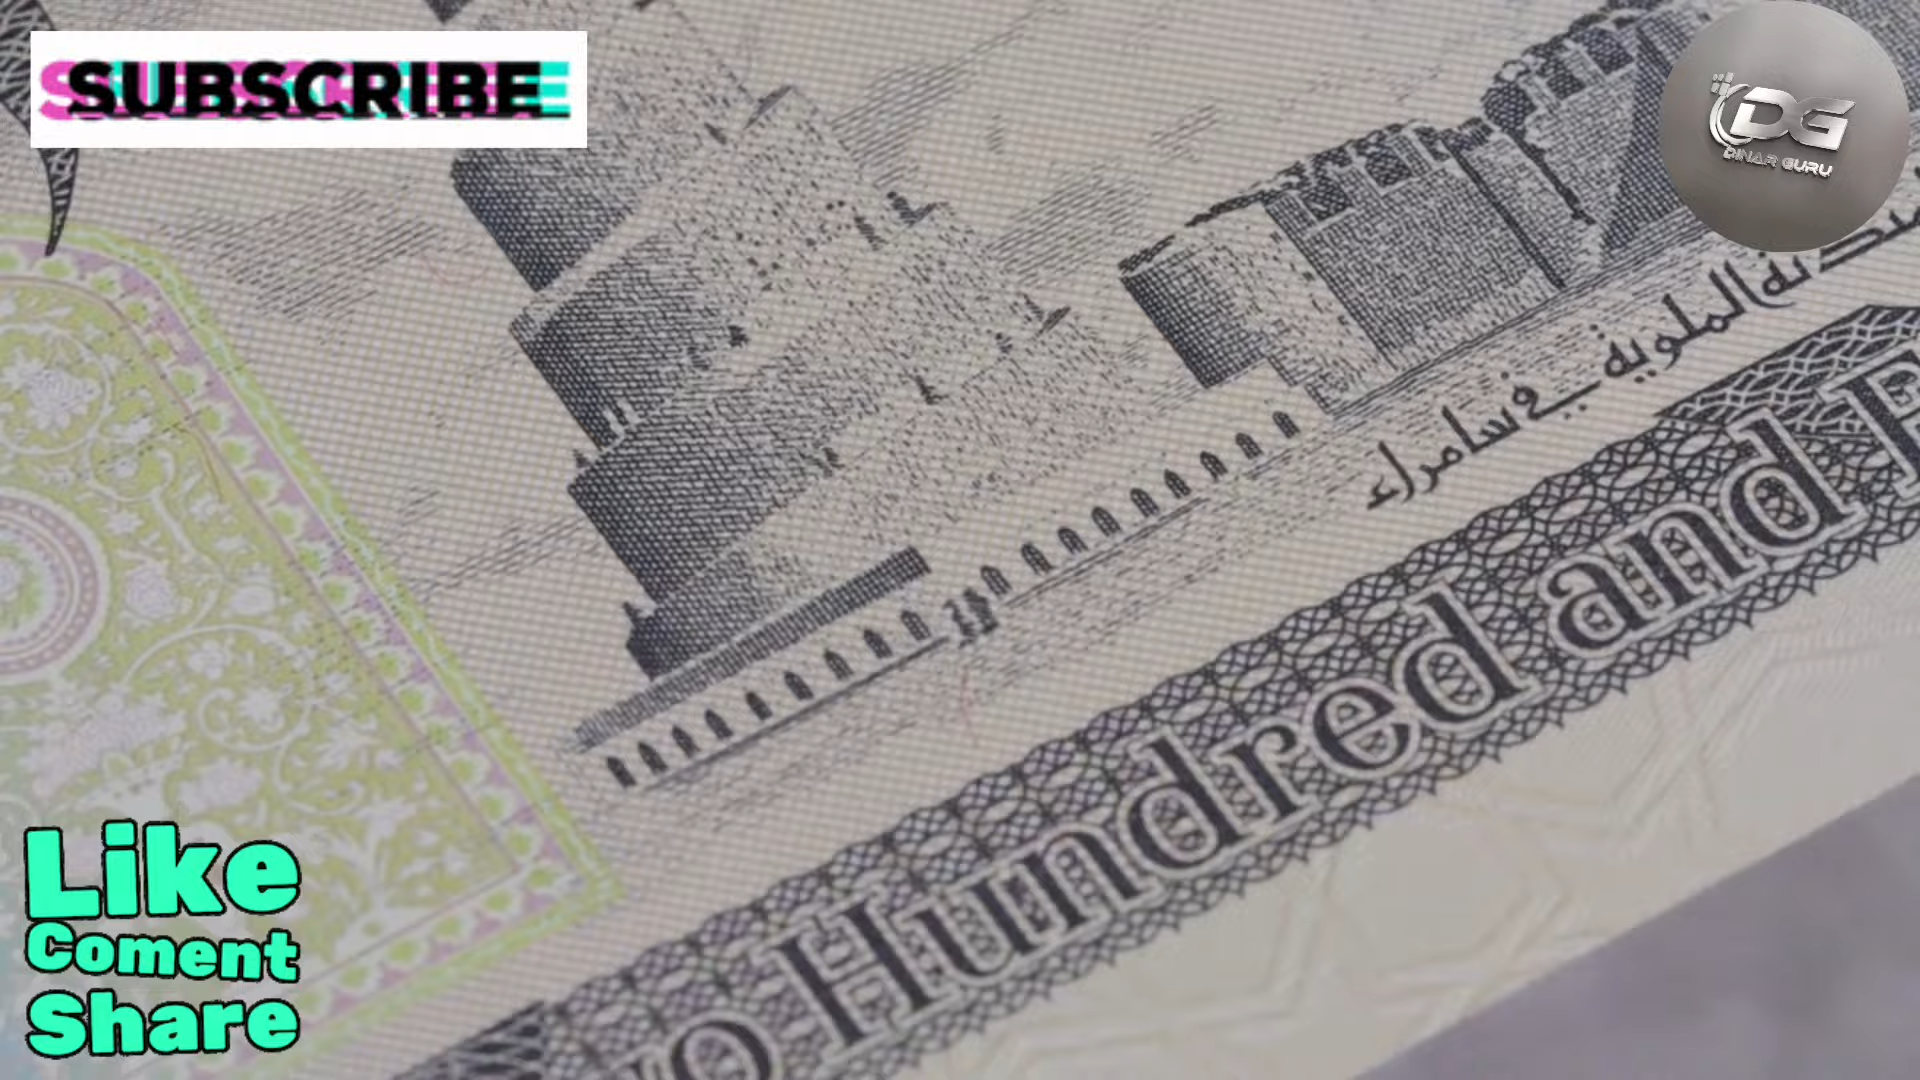 SUBSCRIBE
DG
DINAR GURU
الملوية في سامراء
Hundred and
Like
Coment
Share